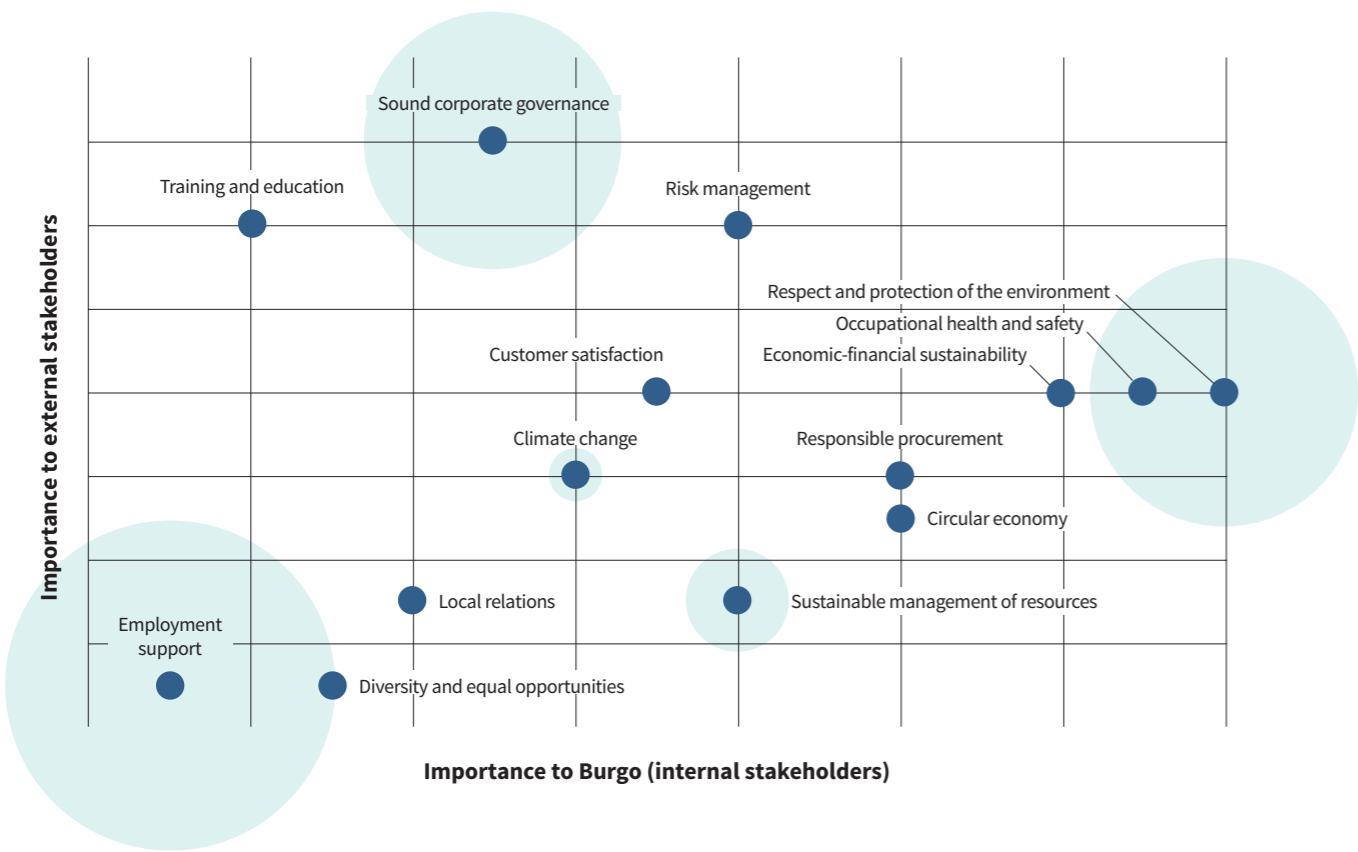 Sound corporate governance
Training and education
Risk management
Respect and protection of the environment
Occupational health and safety
Economic-financial sustainability
Customer satisfaction
Climate change
Responsible procurement
Circular economy
Local relations
Sustainable management of resources
Employment
support
Diversity and equal opportunities
Importance to external stakeholders
Importance to Burgo (internal stakeholders)